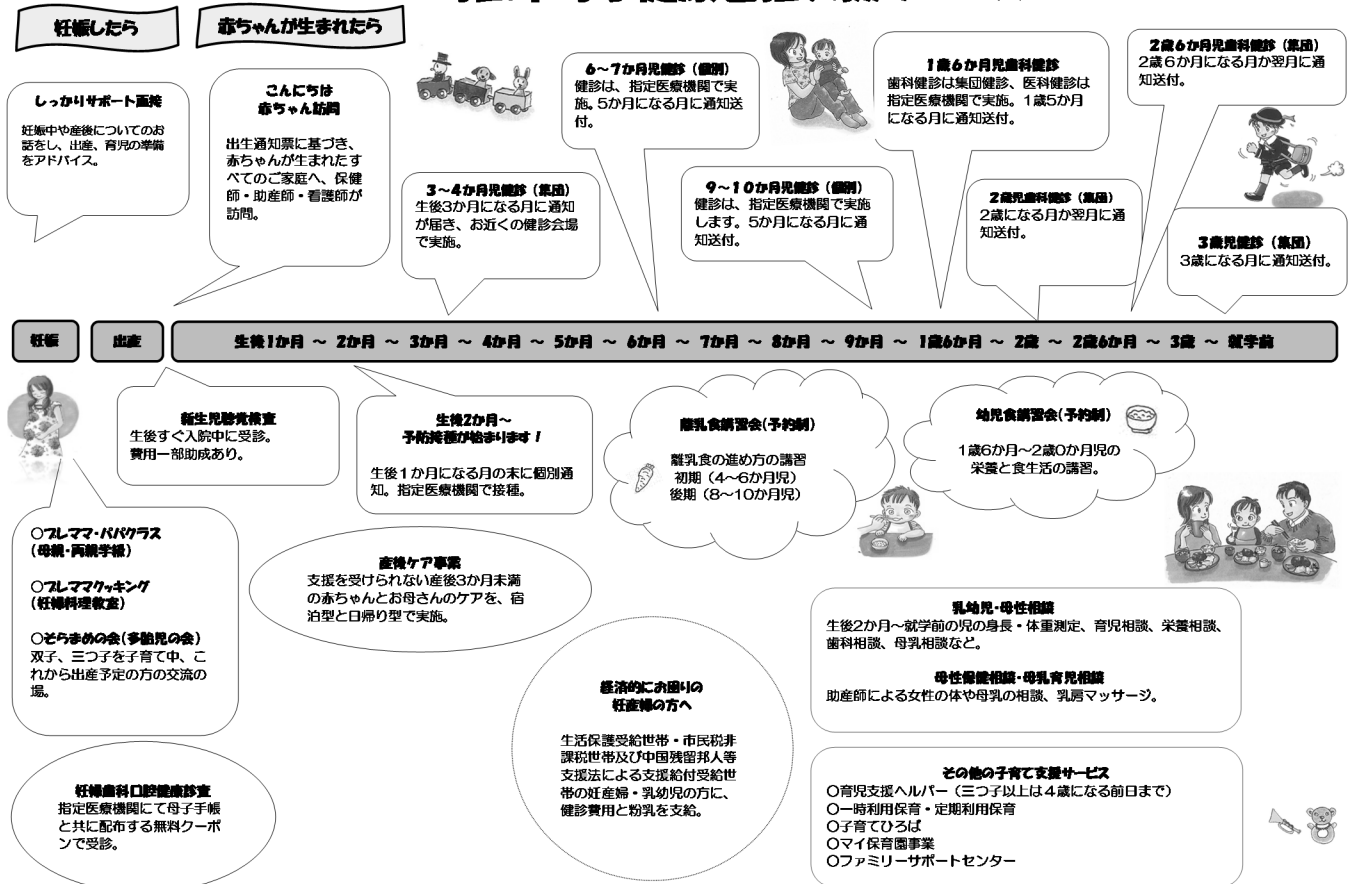 妊娠したら
赤ちゃんが生まれたら
しっかりサポート面接
妊娠中や産後についてのお
話をし、出産、育児の準備
をアドバイス。
こんにちは
赤ちゃん訪問
出生通知票に基づき、
赤ちゃんが生まれたす
べてのご家庭へ、保健
師・助産師・看護師が
訪問。
3~4か月児健診(集団)
生後3か月になる月に通知
が届き、お近くの健診会場
で実施。
6~7か月児健診(個別)
健診は、指定医療機関で実
施。5か月になる月に通知送
付。
9~10か月児健診(個別)
健診は、指定医療機関で実施
します。5か月になる月に通
知送付。
1歳6か月児歯科健診
歯科健診は集団健診、医科健診は
指定医療機関で実施。1歳5か月
になる月に通知送付。
2歳児歯科健診(集団)
2歳になる月か翌月に通
知送付。
2歳6か月児歯科健診(集団)
2歳6か月になる月か翌月に通
知送付。
3歳児健診(集団)
3歳になる月に通知送付。
妊娠
出産
生後1か月 ~ 2か月 ~ 3か月 ~ 4か月 ~ 5か月 ~ 6か月 ~ 7か月 ~ 8か月 ~ 9か月 ~ 1歳6か月 ~ 2歳 ~ 2歳6か月 ~ 3歳 ~ 就学前
新生児聴覚検査
生後すぐ入院中に受診。
費用一部助成あり。
生後2か月~
予防接種が始まります!
生後1か月になる月の末に個別通
知。指定医療機関で接種。
離乳食講習会(予約制)
離乳食の進め方の講習
初期(4~6か月児)
後期(8~10か月児)
幼児食講習会(予約制)
1歳6か月~2歳0か月児の
栄養と食生活の講習。
○プレママ・パパクラス
(母親・両親学級)
○プレママクッキング
(妊婦料理教室)
○そらまめの会(多胎児の会)
双子、三つ子を子育て中、こ
れから出産予定の方の交流の
場。
産後ケア事業
支援を受けられない産後3か月未満
の赤ちゃんとお母さんのケアを、宿
泊型と日帰り型で実施。
経済的にお困りの
妊産婦の方へ
生活保護受給世帯・市民税非
課税世帯及び中国残留邦人等
支援法による支援給付受給世
帯の妊産婦・乳幼児の方に、
健診費用と粉乳を支給。
乳幼児・母性相談
生後2か月~就学前の児の身長・体重測定、育児相談、栄養相談、
歯科相談、母乳相談など。
母性保健相談・母乳育児相談
助産師による女性の体や母乳の相談、乳房マッサージ。
妊婦歯科口腔健康診査
指定医療機関にて母子手帳
と共に配布する無料クーポ
ンで受診。
その他の子育て支援サービス
○育児支援ヘルパー(三つ子以上は4歳になる前日まで)
○一時利用保育・定期利用保育
○子育てひろば
○マイ保育園事業
○ファミリーサポートセンター